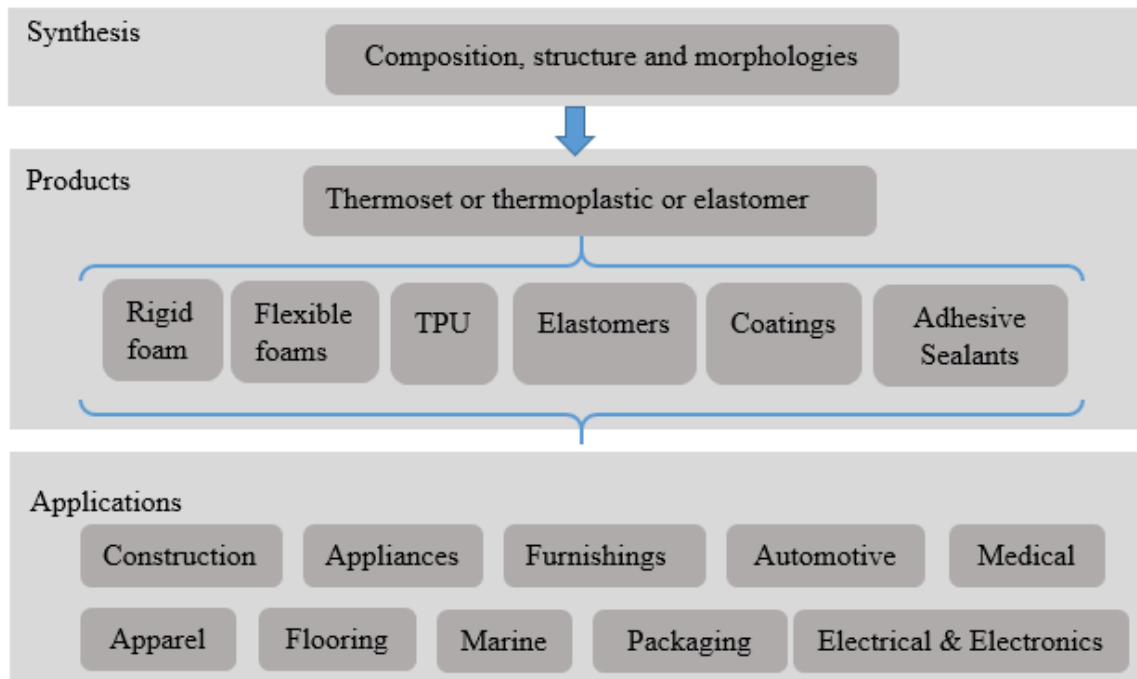 Synthesis
Composition, structure and morphologies
Products
Thermoset or thermoplastic or elastomer
Rigid
foam
Flexible
foams
TPU
Elastomers
Coatings
Adhesive
Sealants
Applications
Construction
Appliances
Furnishings
Automotive
Medical
Apparel
Flooring
Marine
Packaging
Electrical & Electronics